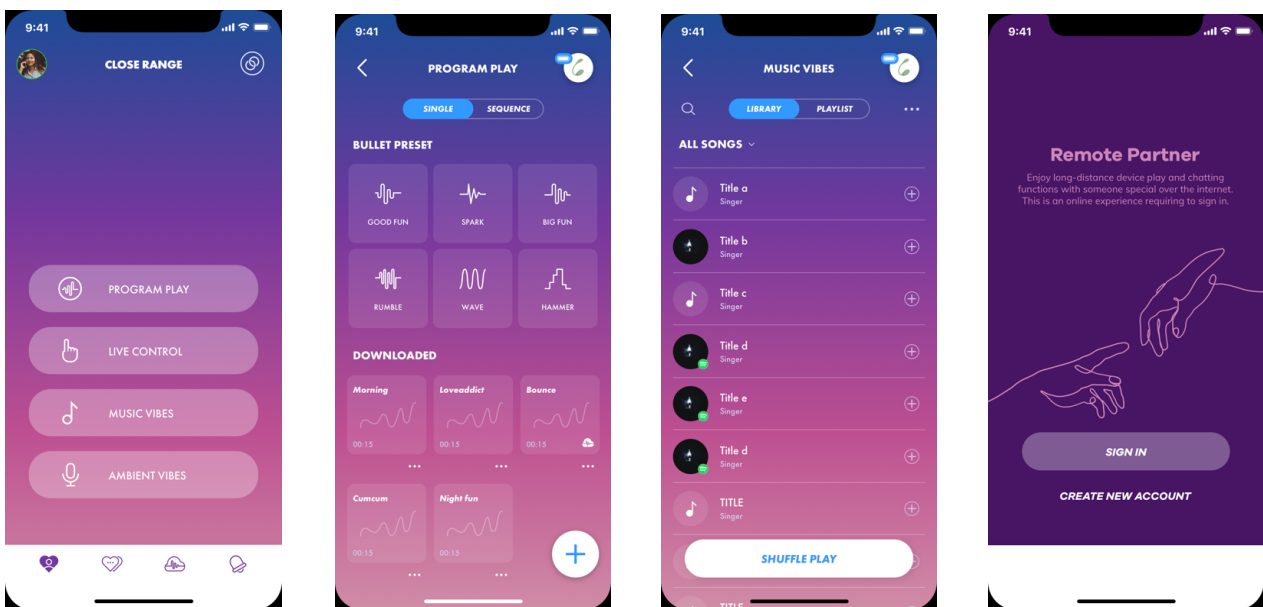 9:41
CLOSE RANGE
PROGRAM PLAY
LIVE CONTROL
MUSIC VIBES
AMBIENT VIBES
9:41
PROGRAM PLAY
SINGLE SEQUENCE
BULLET PRESET
GOOD FUN SPARK BIG FUN
RUMBLE WAVE HAMMER
DOWNLOADED
Morning Loveaddict Bounce
00:15 00:15 00:15
Cumcum Night fun
00:15 00:15
9:41
MUSIC VIBES
LIBRARY PLAYLIST
ALL SONGS
Title a
Singer
Title b
Singer
Title c
Singer
Title d
Singer
Title e
Singer
Title d
Singer
TITLE
Singer
SHUFFLE PLAY
TITLE
9:41
Remote Partner
Enjoy long-distance device play and chatting
functions with someone special over the internet.
This is an online experience requiring to sign in.
SIGN IN
CREATE NEW ACCOUNT